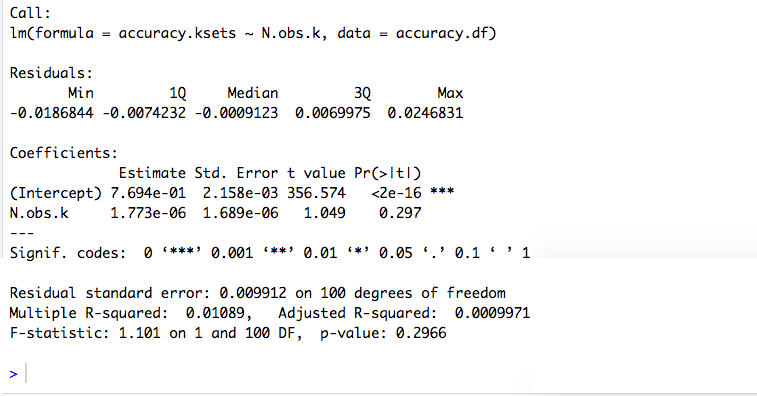 Call:
lm(formula = accuracy.ksets ~ N.obs.k, data = accuracy.df)
Residuals:
Min 1Q Median 3Q Max
-0.0186844 -0.0074232 -0.0009123 0.0069975 0.0246831
Coefficients:
Estimate Std. Error t value Pr(>|t|)
(Intercept) 7.694e-01 2.158e-03 356.574 <2e-16 ***
N.obs.k 1.773e-06 1.689e-06 1.049 0.297
---
Signif. codes: 0 ‘***’ 0.001 ‘**’ 0.01 ‘*’ 0.05 ‘.’ 0.1 ‘ ’ 1
Residual standard error: 0.009912 on 100 degrees of freedom
Multiple R-squared: 0.01089, Adjusted R-squared: 0.0009971
F-statistic: 1.101 on 1 and 100 DF, p-value: 0.2966
>